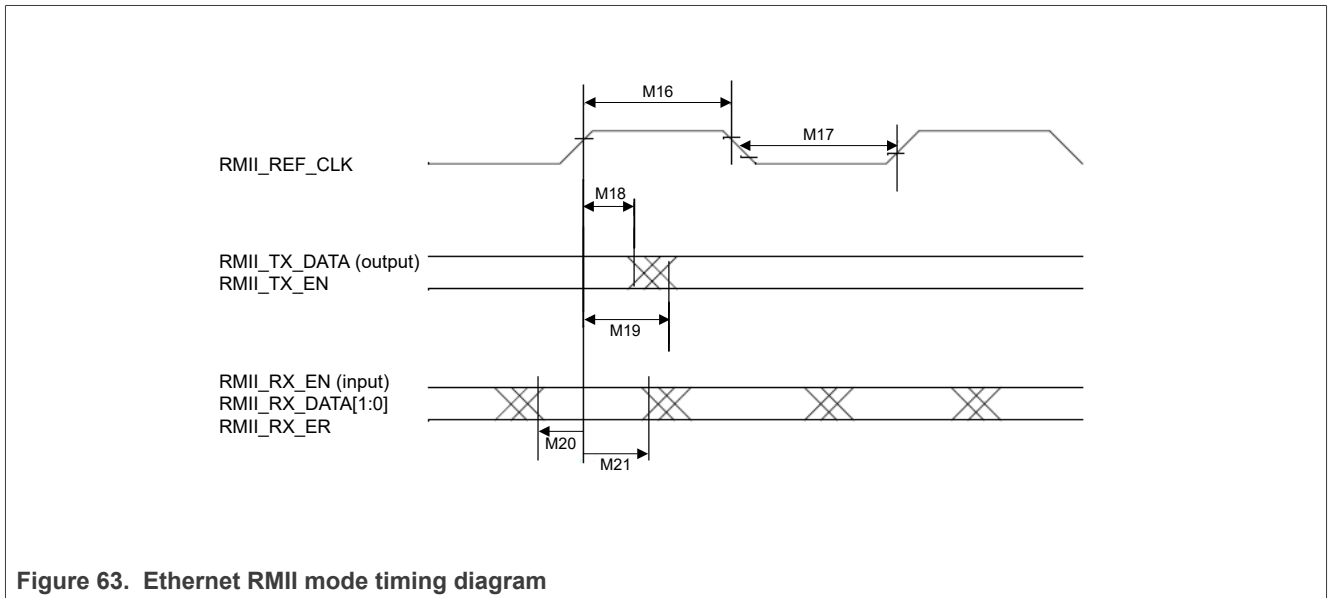 M16
M17
RMII_REF_CLK
M18
RMII_TX_DATA (output)
RMII_TX_EN
M19
RMII_RX_EN (input)
RMII_RX_DATA[1:0]
RMII_RX_ER
M20
M21
Figure 63. Ethernet RMII mode timing diagram